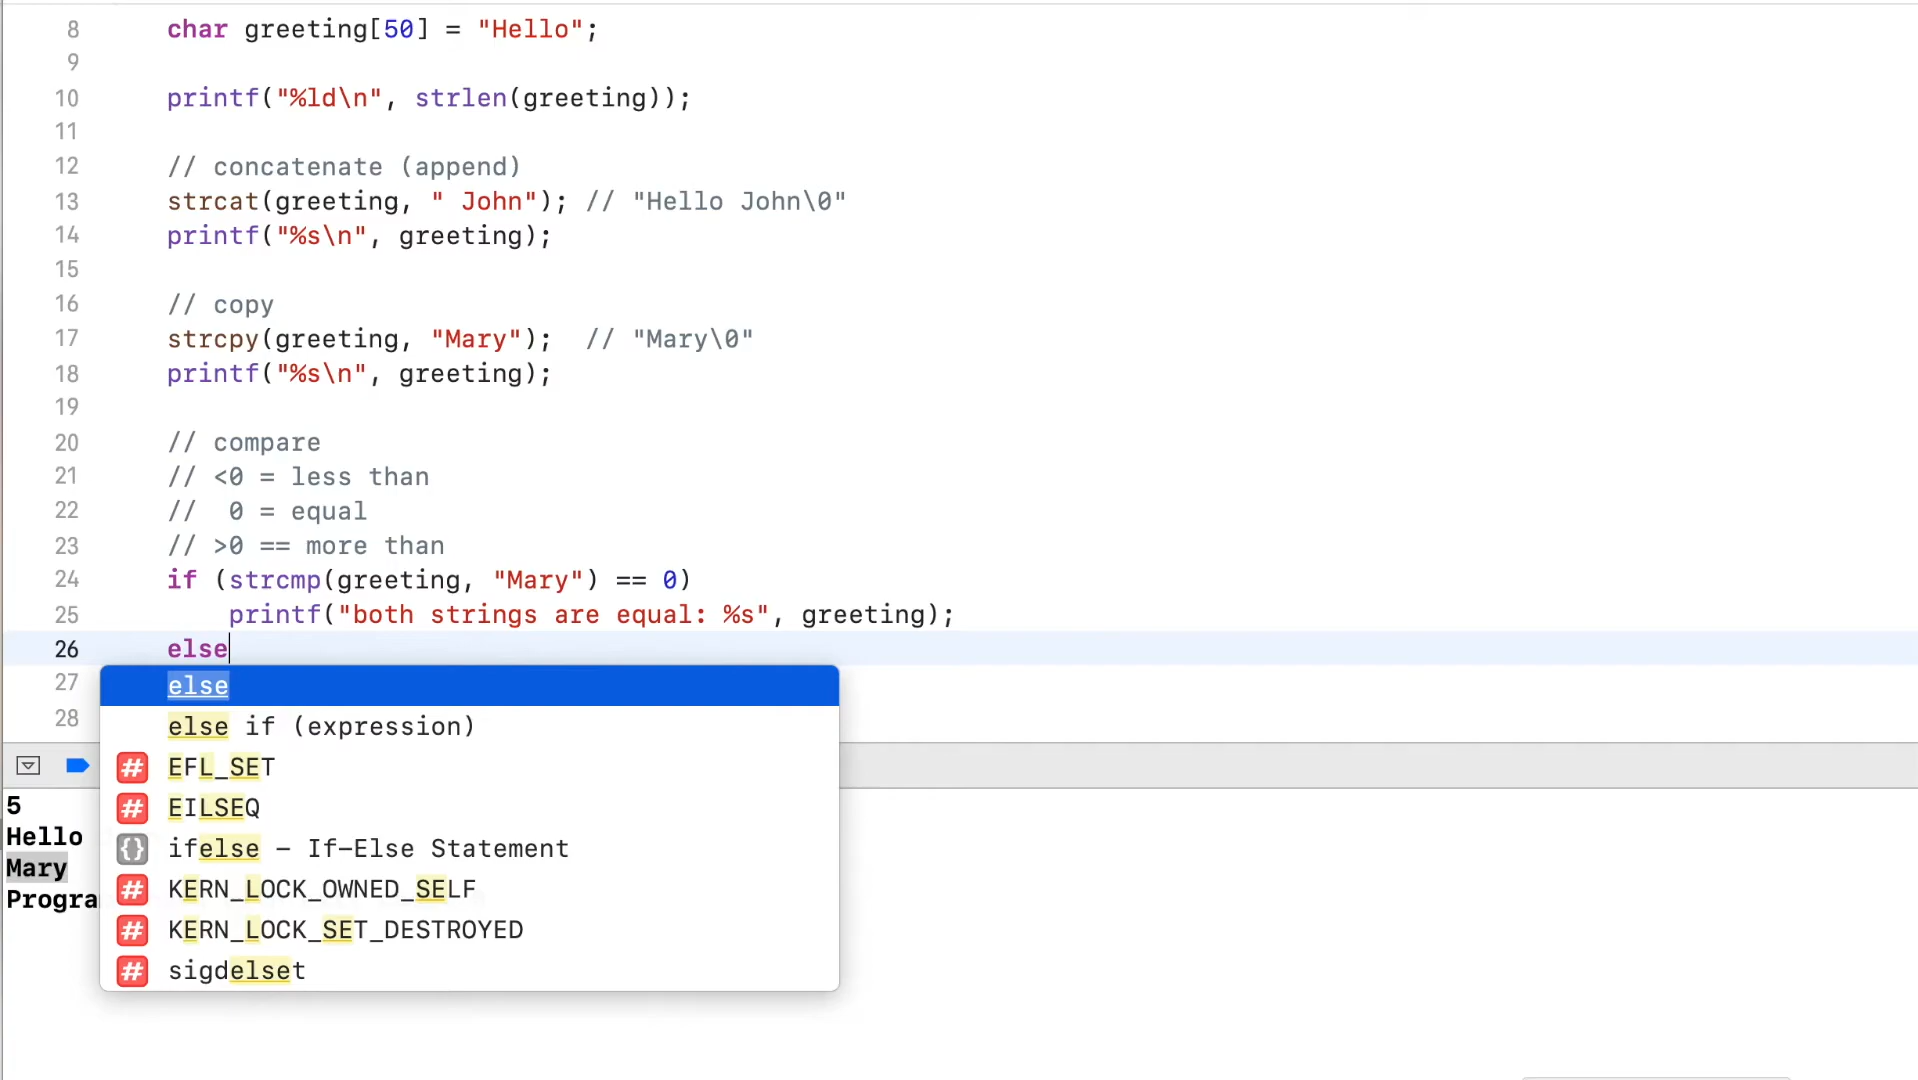 8 char greeting[50] = "Hello";
9
10 printf("%ld\n", strlen(greeting));
11
12 // concatenate (append)
13 strcat(greeting, " John"); // "Hello John\0"
14 printf("%s\n", greeting);
15
16 // copy
17 strcpy(greeting, "Mary");  // "Mary\0"
18 printf("%s\n", greeting);
19
20 // compare
21 // <0 = less than
22 //  0 = equal
23 // >0 == more than
24 if (strcmp(greeting, "Mary") == 0)
25     printf("both strings are equal: %s", greeting);
26 else
27 else
28 else if (expression)
# EFL_SET
# EILSEQ
{} ifelse – If-Else Statement
# KERN_LOCK_OWNED_SELF
# KERN_LOCK_SET_DESTROYED
# sigdelset
5
Hello
Mary